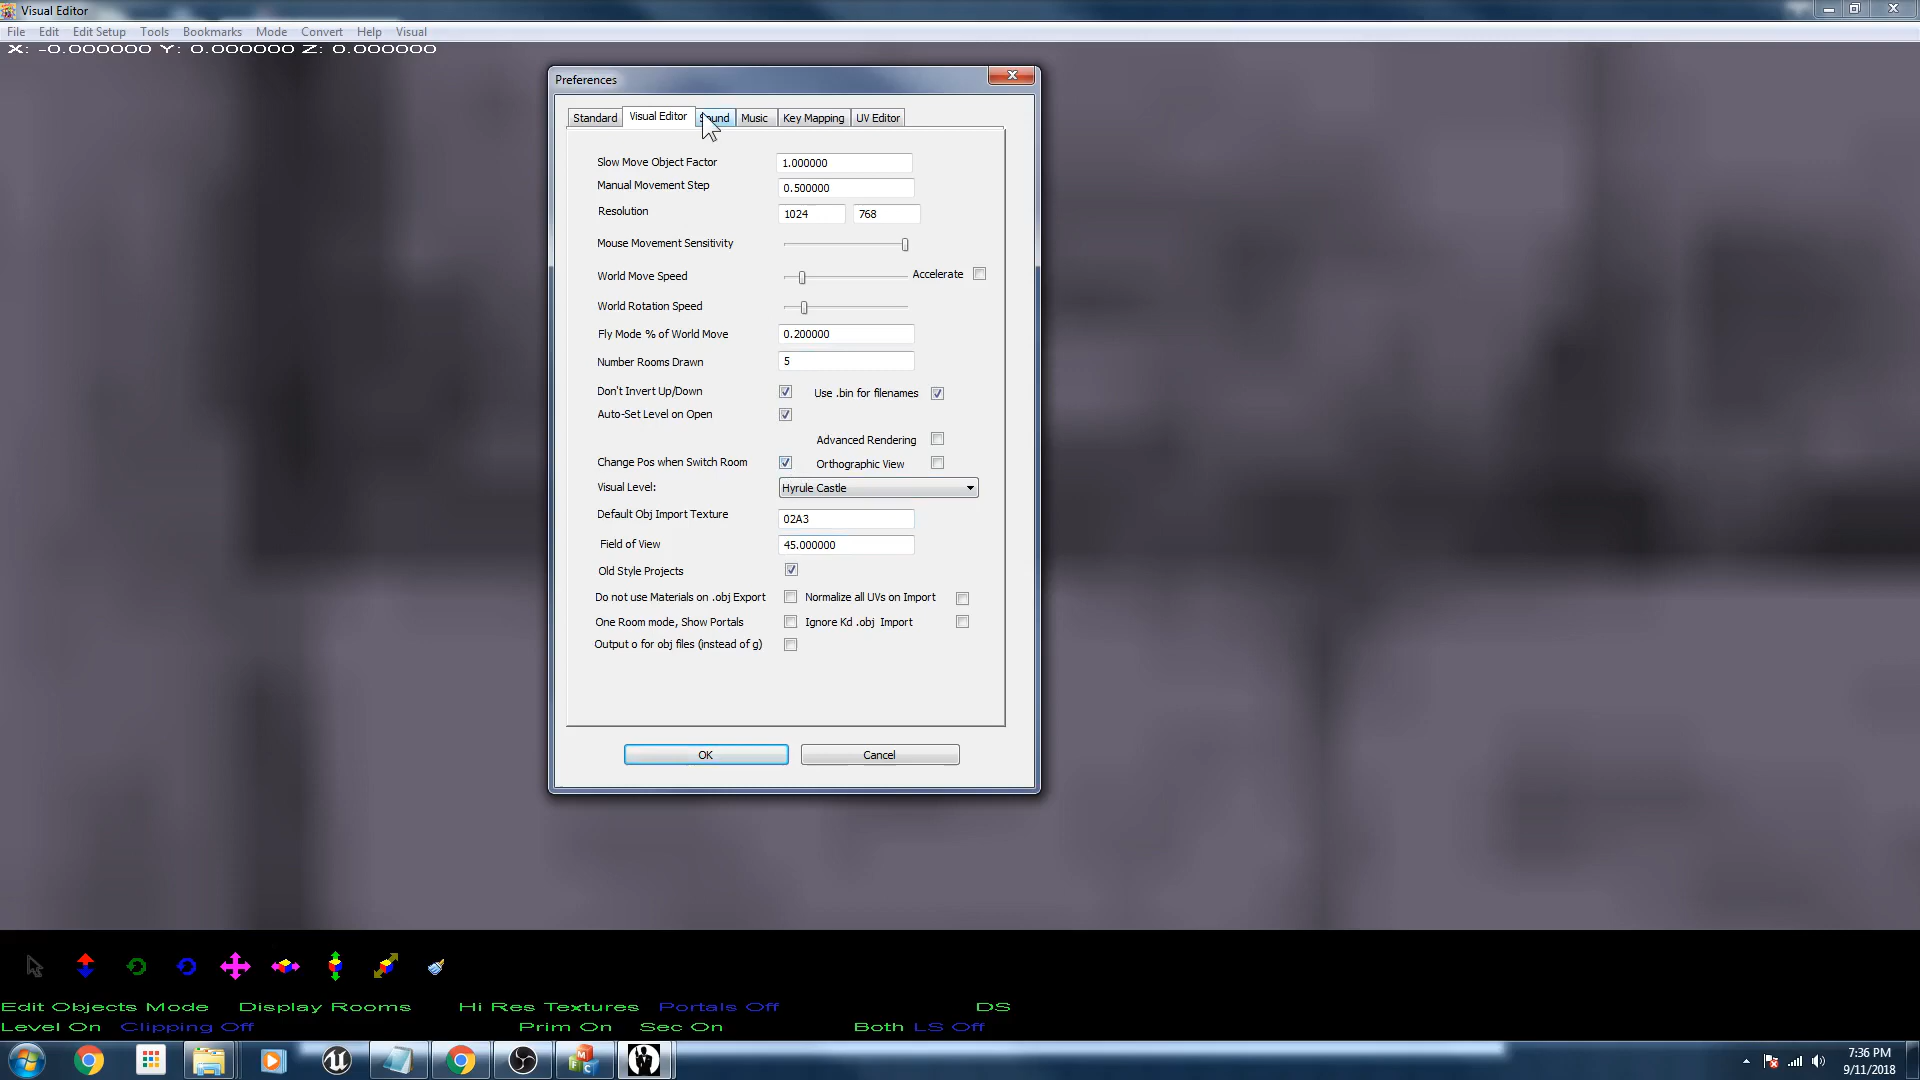 Visual Editor
File Edit Edit Setup Tools Bookmarks Mode Convert Help Visual
X: -0.000000 Y: 0.000000 Z: 0.000000
Preferences
Standard Visual Editor Sound Music Key Mapping UV Editor
Slow Move Object Factor 1.000000
Manual Movement Step 0.500000
Resolution 1024 768
Mouse Movement Sensitivity
World Move Speed Accelerate
World Rotation Speed
Fly Mode % of World Move 0.200000
Number Rooms Drawn 5
Don't Invert Up/Down Use .bin for filenames
Auto-Set Level on Open
Advanced Rendering
Change Pos when Switch Room Orthographic View
Visual Level: Hyrule Castle
Default Obj Import Texture 02A3
Field of View 45.000000
Old Style Projects
Do not use Materials on .obj Export Normalize all UVs on Import
One Room mode, Show Portals Ignore Kd .obj Import
Output o for obj files (instead of g)
OK Cancel
Edit Objects Mode Display Rooms Hi Res Textures Portals Off DS
Level On Clipping Off Prim On Sec On Both LS Off
7:36 PM
9/11/2018